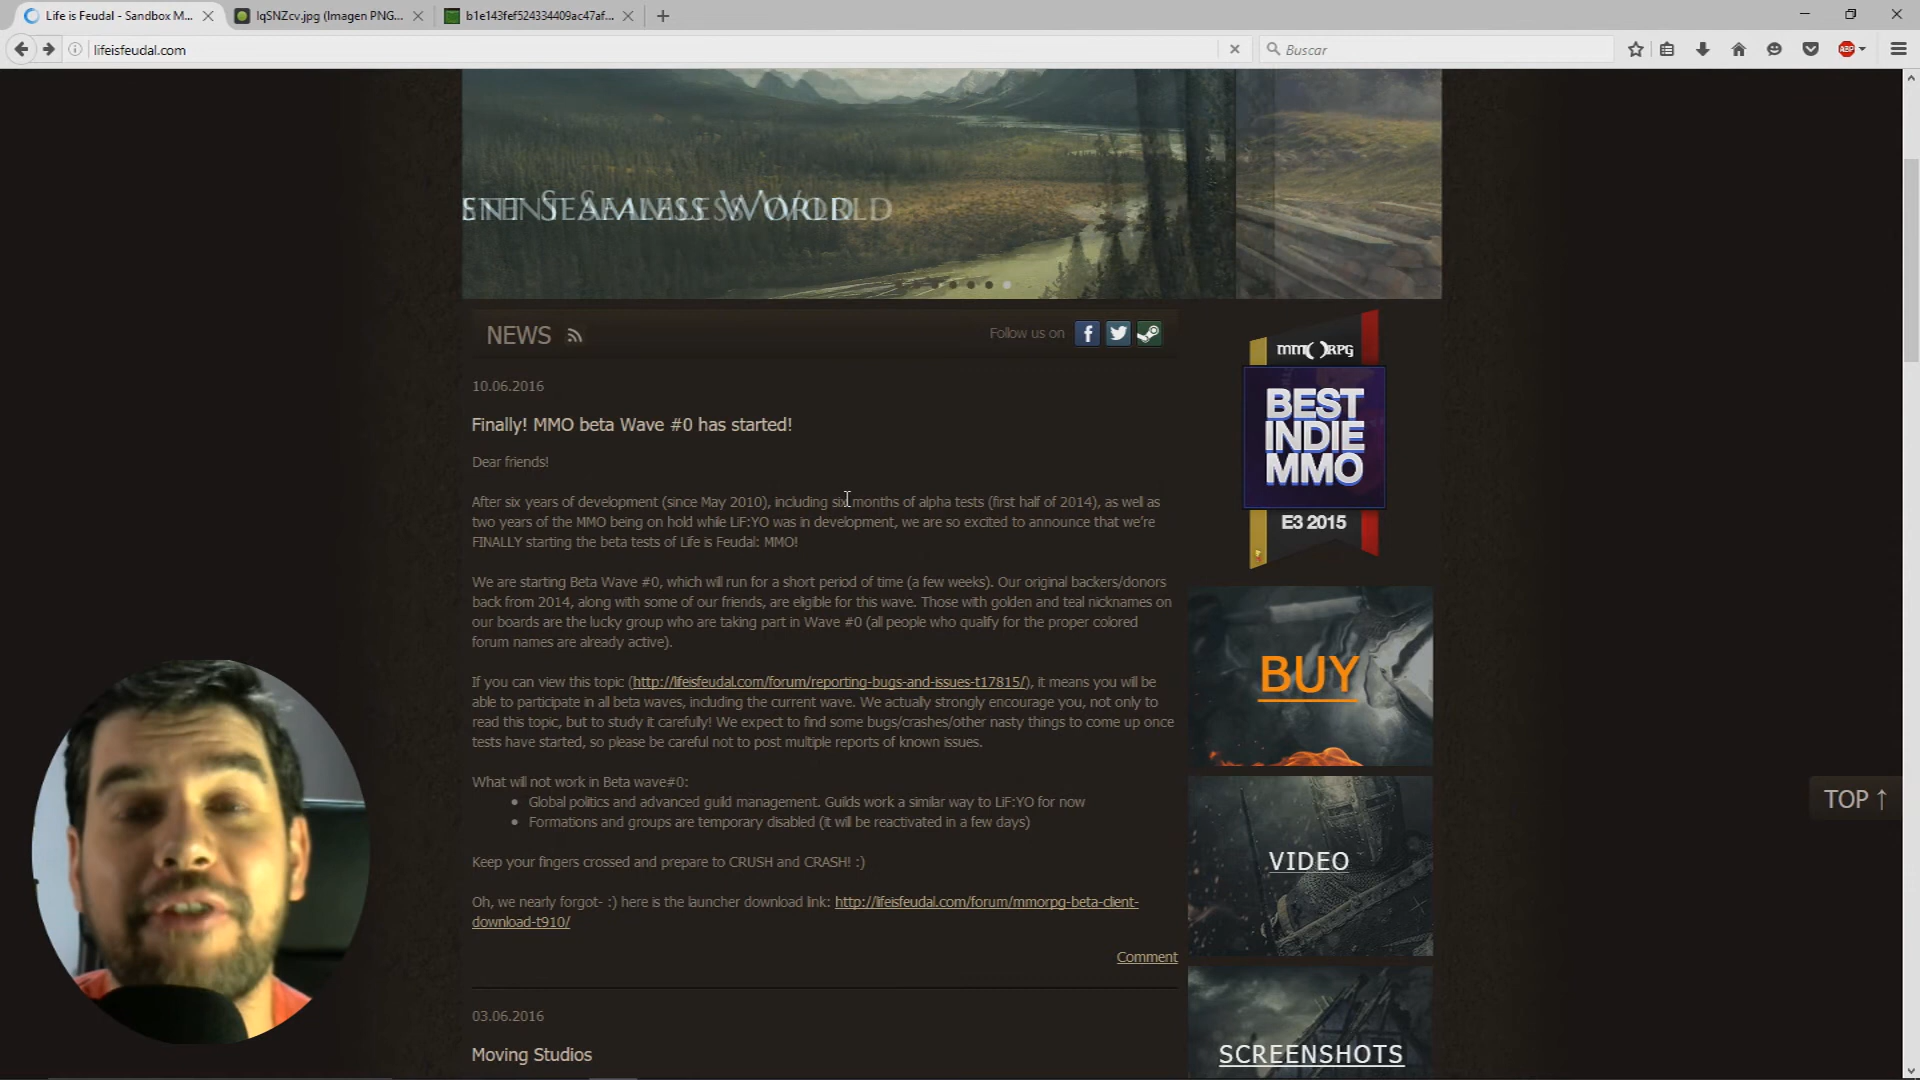 Life is Feudal - Sandbox M...
IqSNZcv.jpg (Imagen PNG...
b1e143fef524334409ac47af...
lifeisfeudal.com
Buscar
ABP
SEAMLESS WORLD
NEWS
Follow us on
10.06.2016
Finally! MMO beta Wave #0 has started!
Dear friends!
After six years of development (since May 2010), including six months of alpha tests (first half of 2014), as well as
two years of the MMO being on hold while LiF:YO was in development, we are so excited to announce that we're
FINALLY starting the beta tests of Life is Feudal: MMO!
We are starting Beta Wave #0, which will run for a short period of time (a few weeks). Our original backers/donors
back from 2014, along with some of our friends, are eligible for this wave. Those with golden and teal nicknames on
our boards are the lucky group who are taking part in Wave #0 (all people who qualify for the proper colored
forum names are already active).
If you can view this topic (http://lifeisfeudal.com/forum/reporting-bugs-and-issues-t17815/), it means you will be
able to participate in all beta waves, including the current wave. We actually strongly encourage you, not only to
read this topic, but to study it carefully! We expect to find some bugs/crashes/other nasty things to come up once
tests have started, so please be careful not to post multiple reports of known issues.
What will not work in Beta wave#0:
• Global politics and advanced guild management. Guilds work a similar way to LiF:YO for now
• Formations and groups are temporary disabled (it will be reactivated in a few days)
Keep your fingers crossed and prepare to CRUSH and CRASH! :)
Oh, we nearly forgot- :) here is the launcher download link: http://lifeisfeudal.com/forum/mmorpg-beta-client-
download-t910/
Comment
03.06.2016
Moving Studios
mm( )RPG
BEST
INDIE
MMO
E3 2015
BUY
VIDEO
SCREENSHOTS
TOP ↑